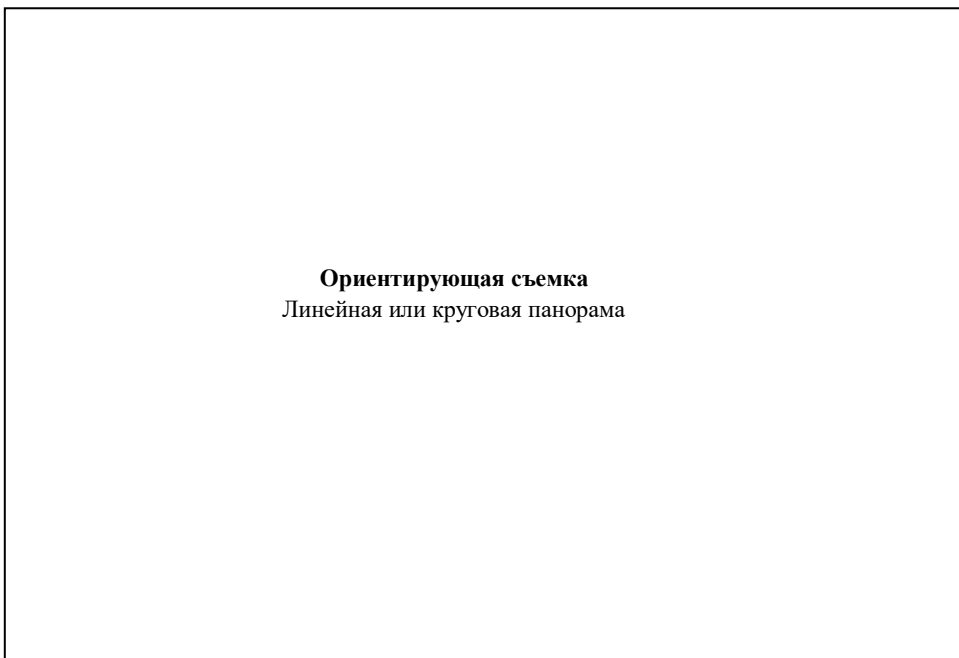 Ориентирующая съемка
Линейная или круговая панорама